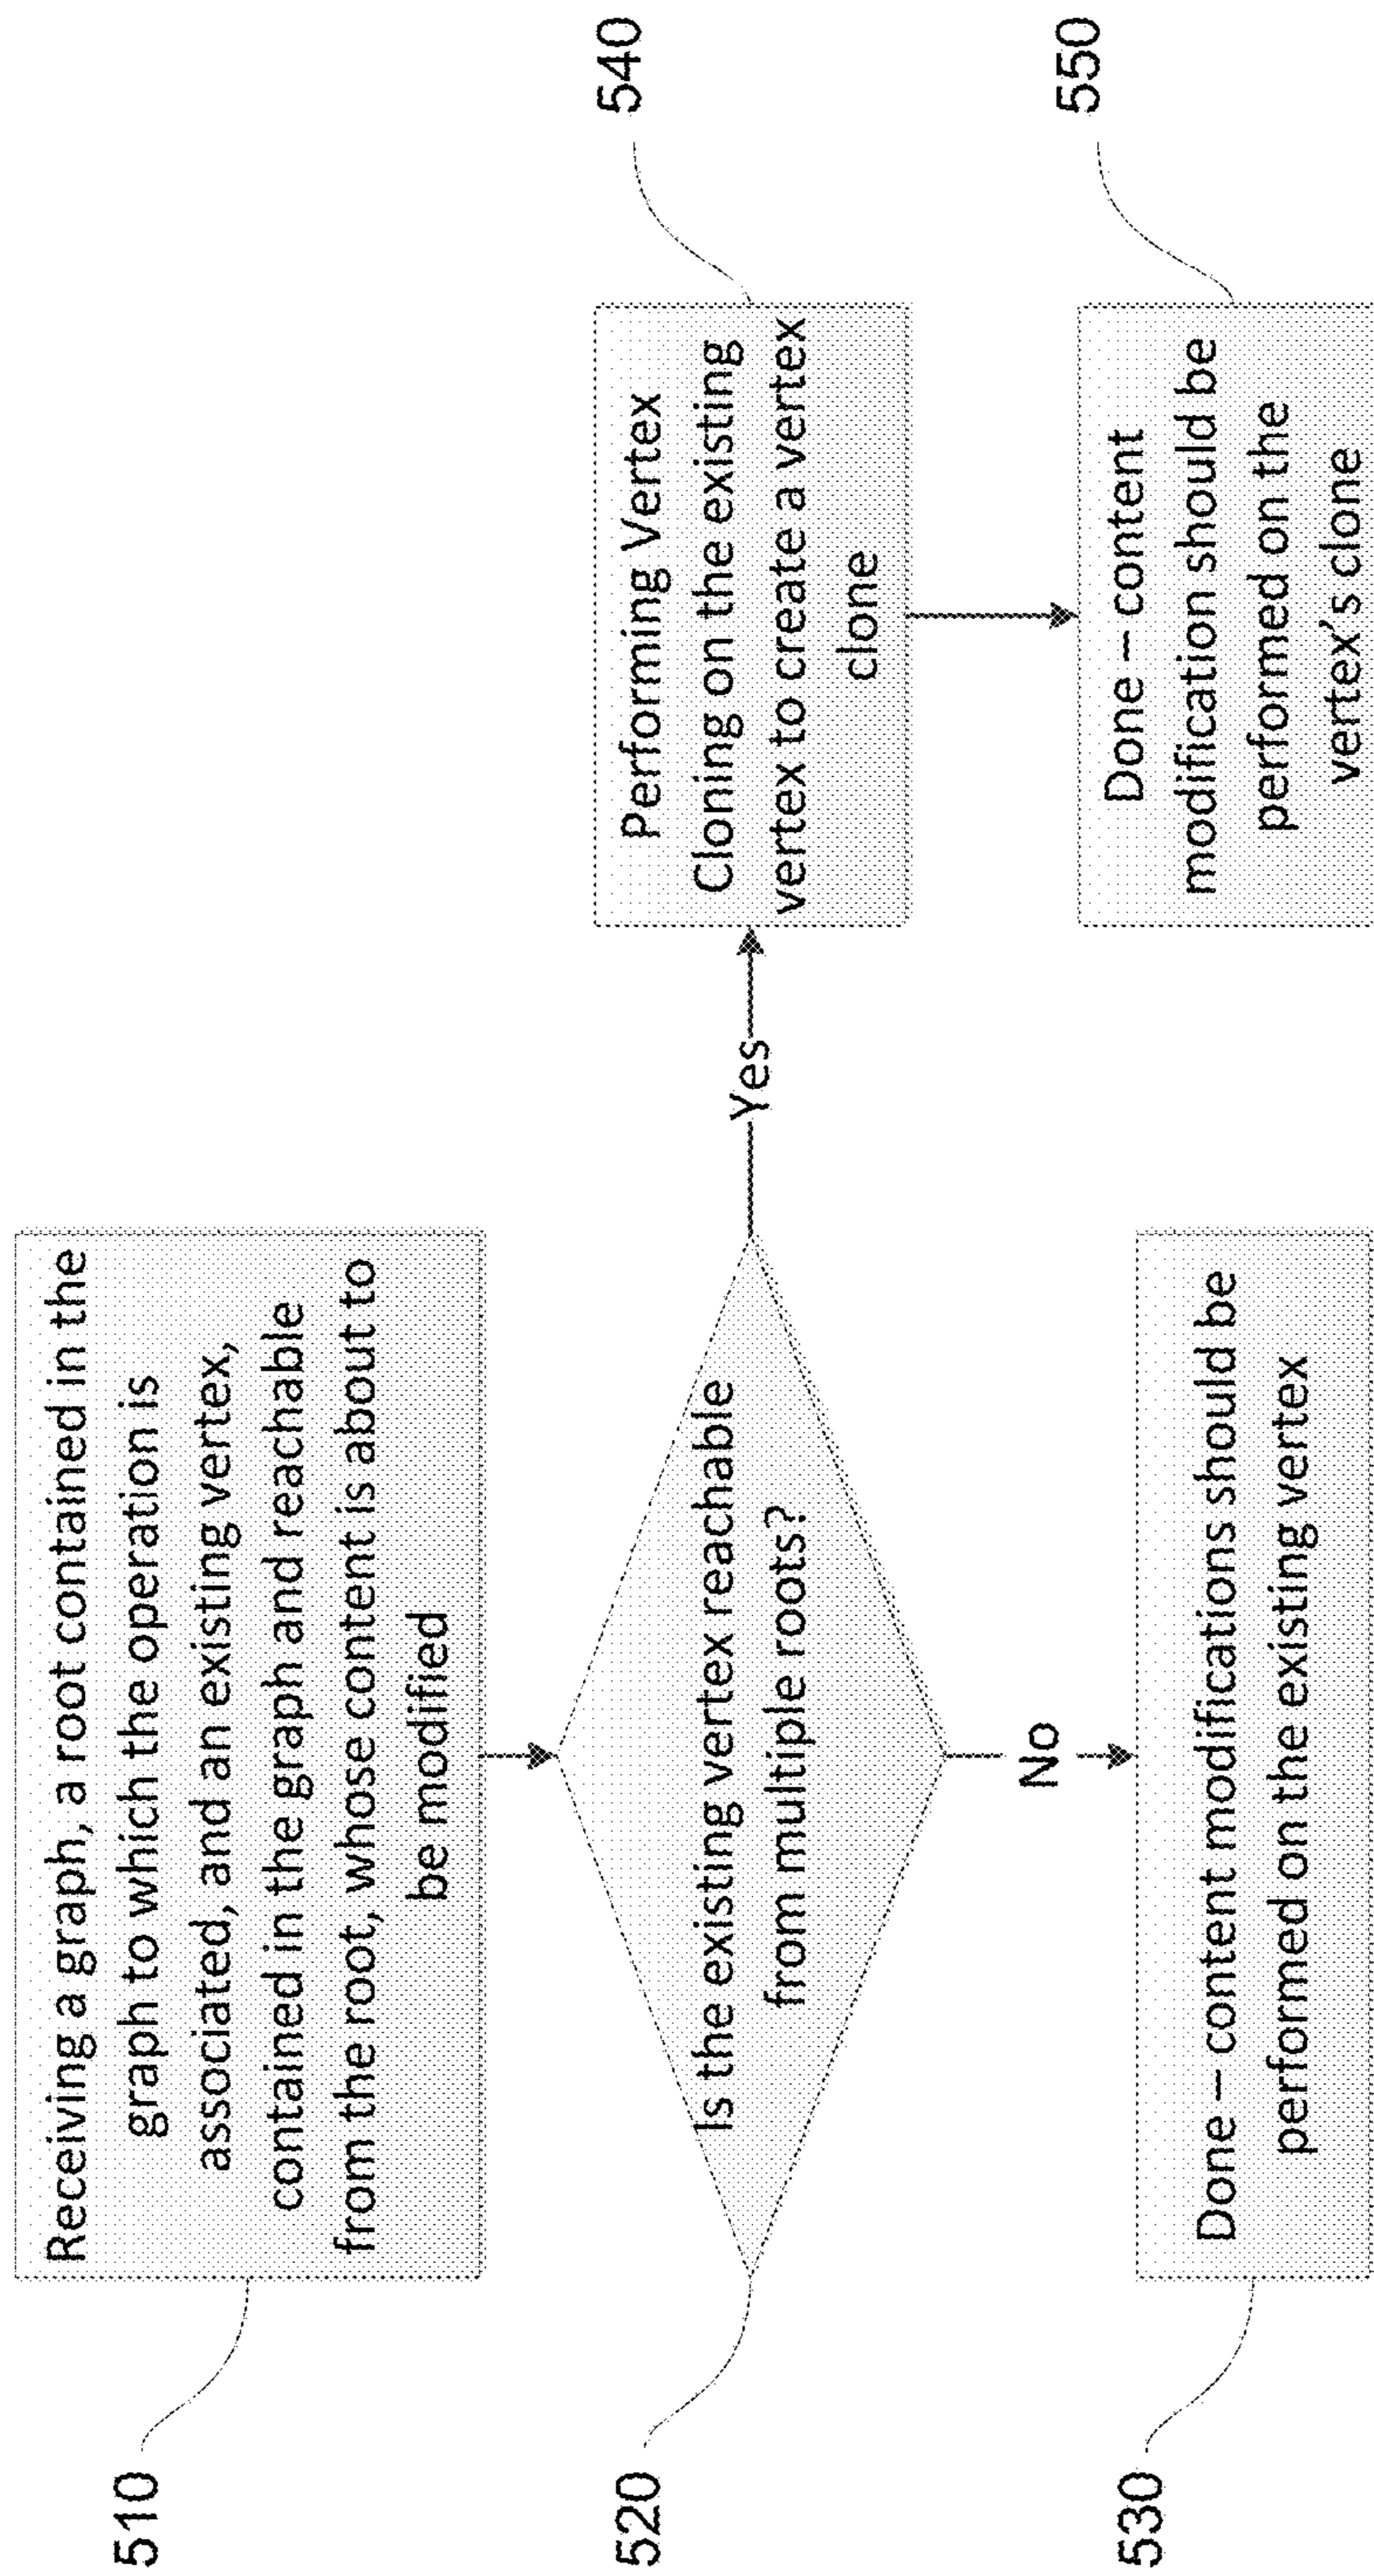 510
Receiving a graph, a root contained in the
graph to which the operation is
associated, and an existing vertex,
contained in the graph and reachable
from the root, whose content is about to
be modified
520
Is the existing vertex reachable
from multiple roots?
Yes
540
Performing Vertex
Cloning on the existing
vertex to create a vertex
clone
No
530
Done – content modifications should be
performed on the existing vertex
550
Done – content
modification should be
performed on the
vertex's clone